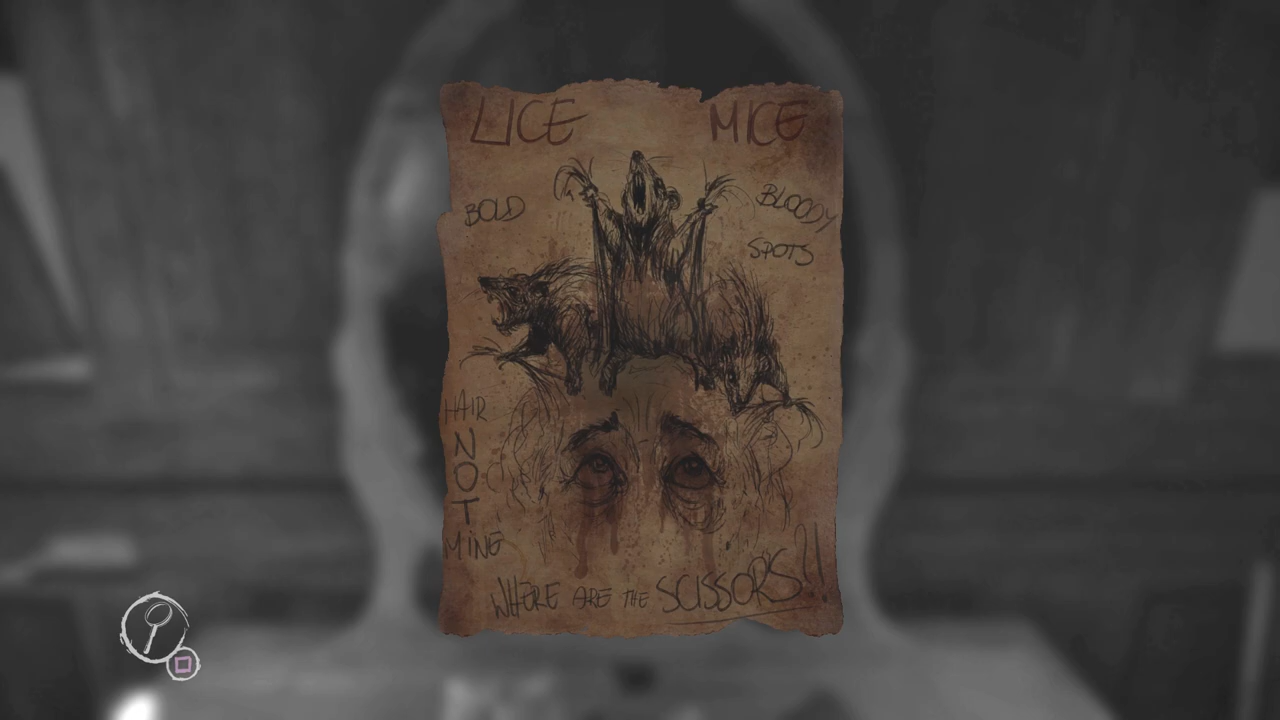 LICE MICE
BOLD BLOODY
SPOTS
HAIR
NOT
MINE
WHERE ARE THE SCISSORS?!!